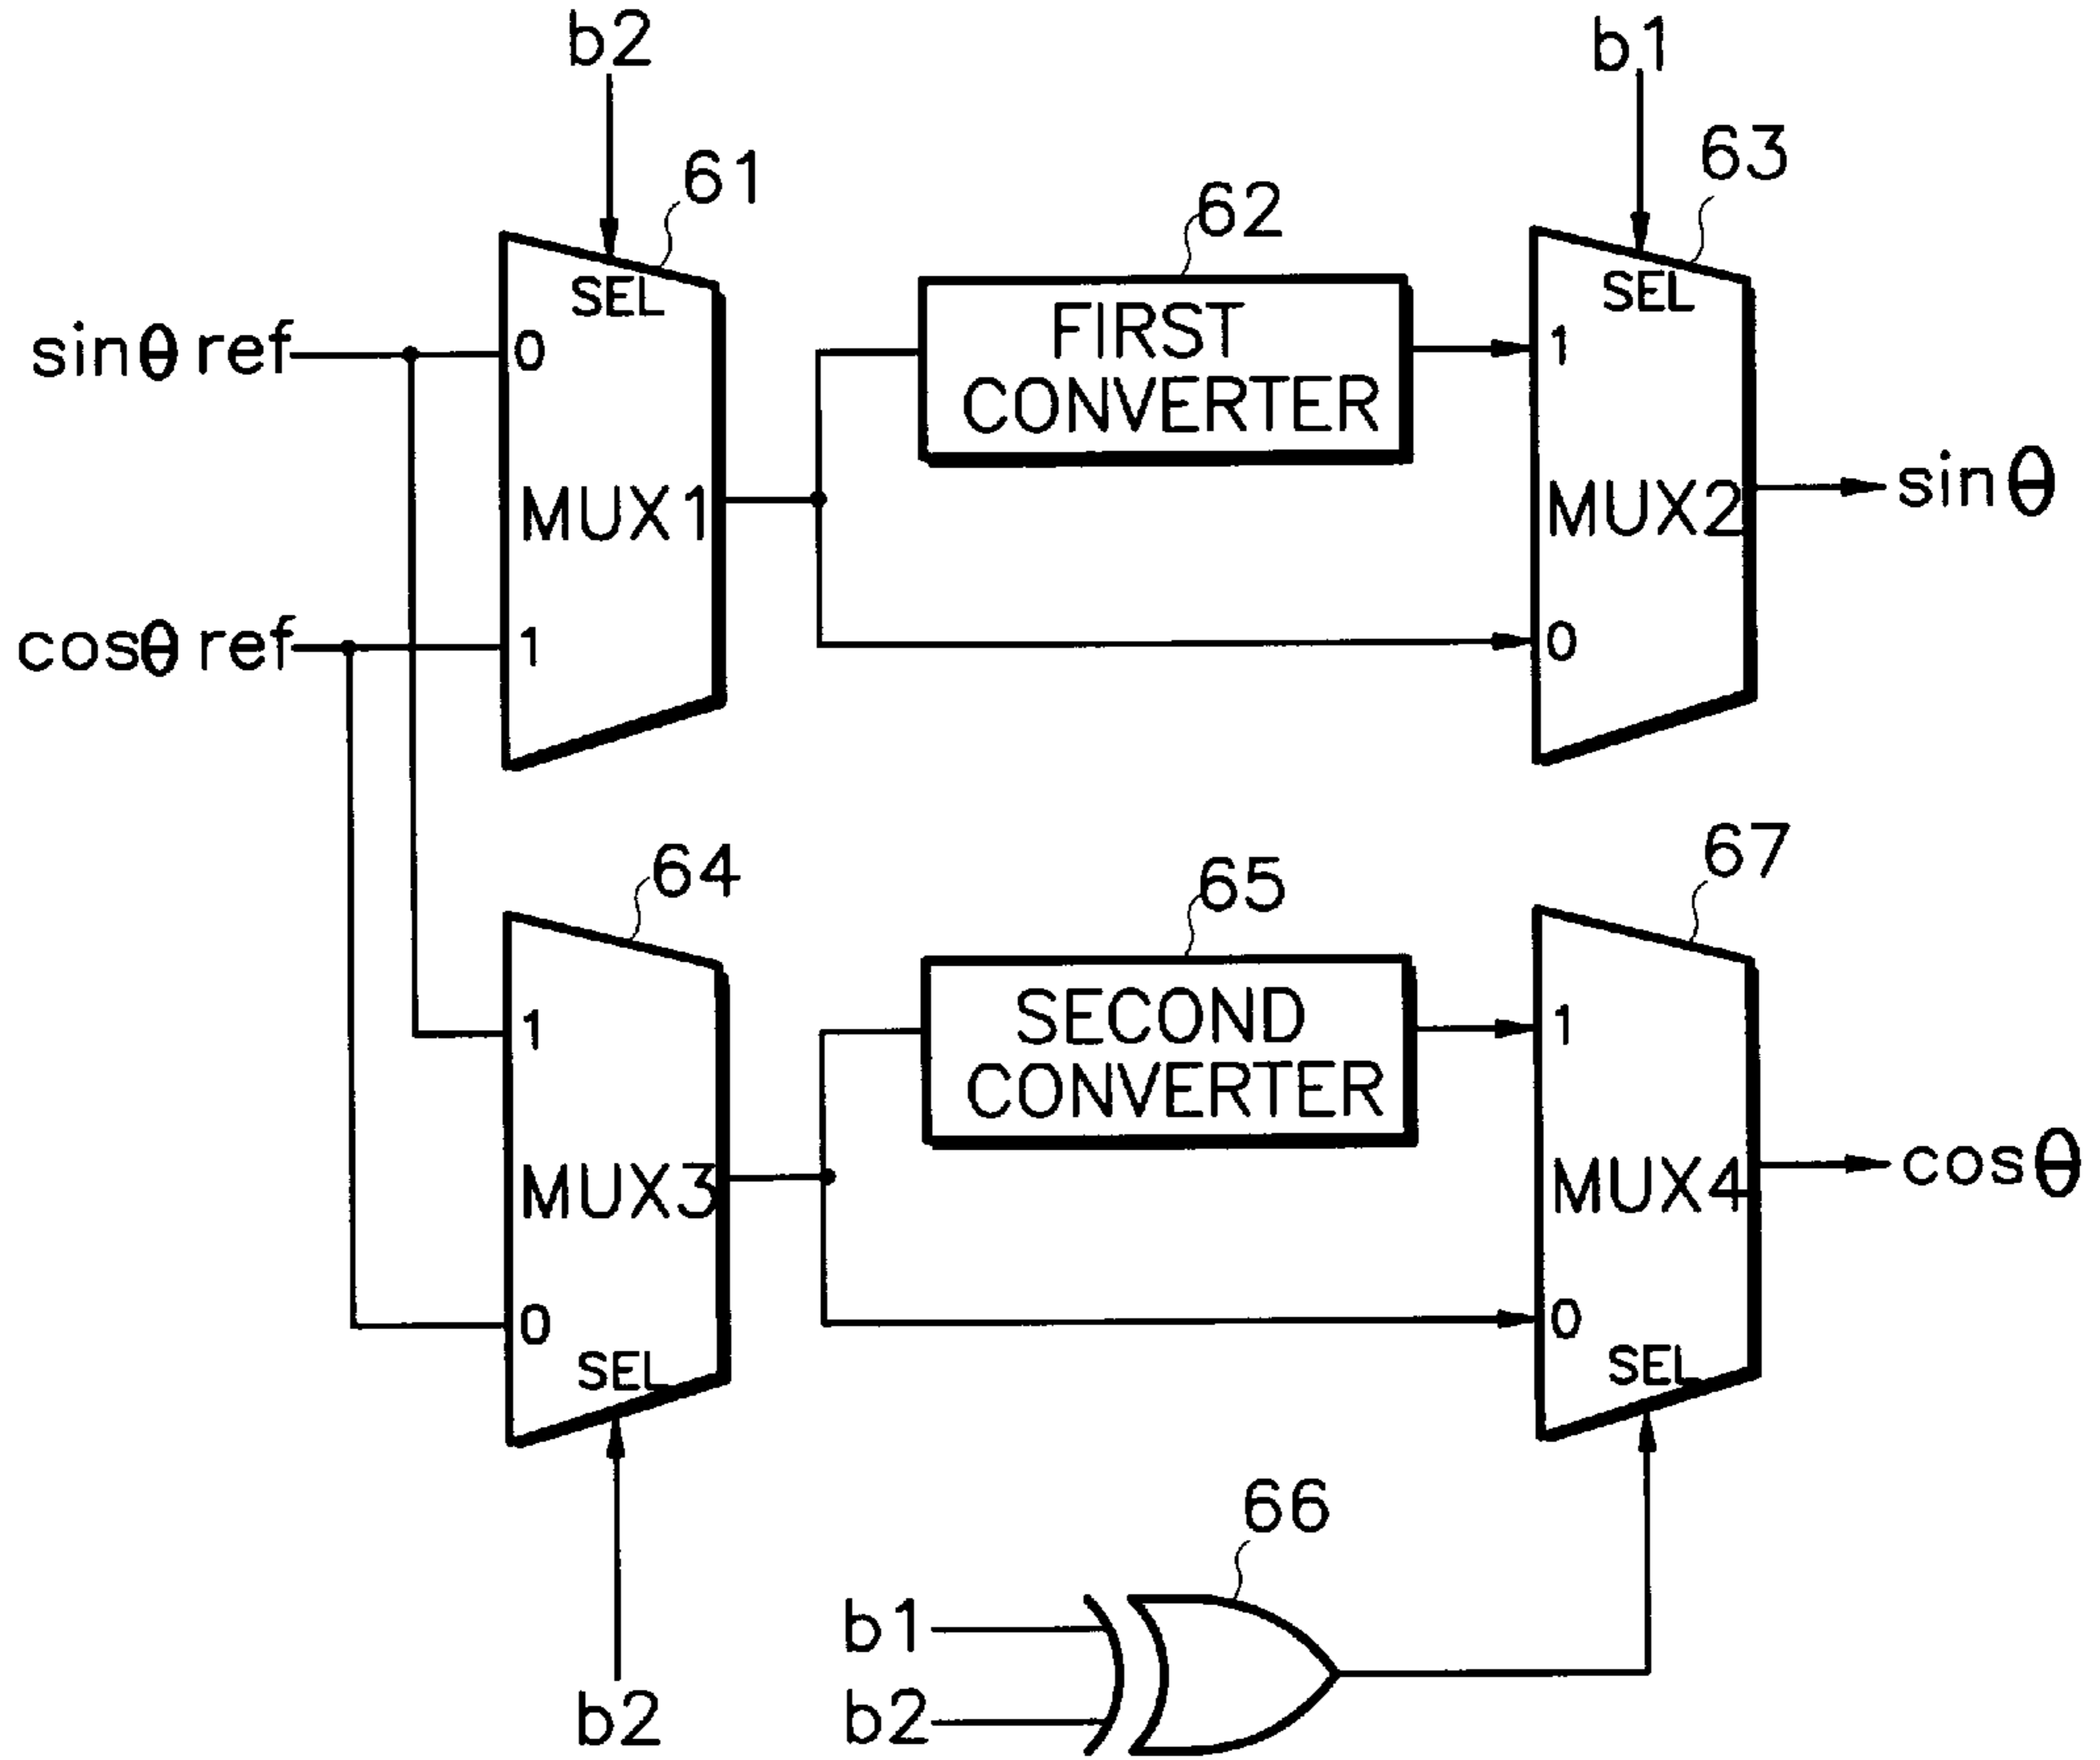 b2
b1
61
62
63
SEL
SEL
sinθ ref
0
FIRST
CONVERTER
1
MUX1
MUX2
sinθ
cosθ ref
1
0
64
65
67
1
SECOND
CONVERTER
1
MUX3
MUX4
cosθ
0
0
SEL
SEL
66
b1
b2
b2